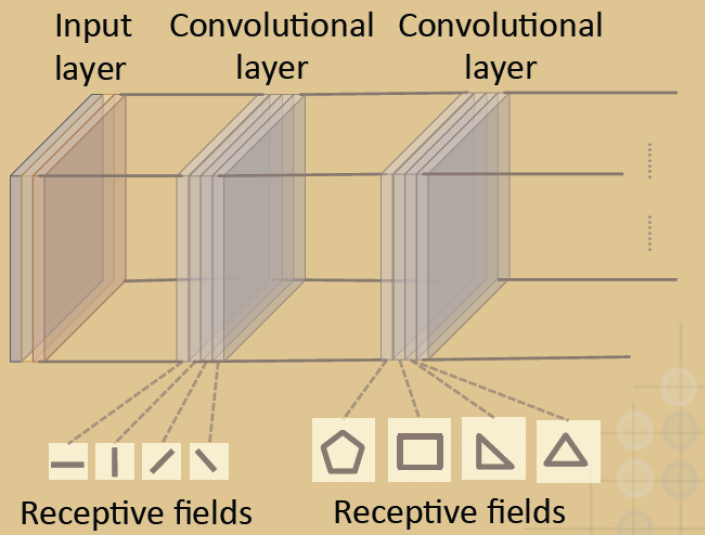 Input
layer
Convolutional
layer
Convolutional
layer
Receptive fields
Receptive fields